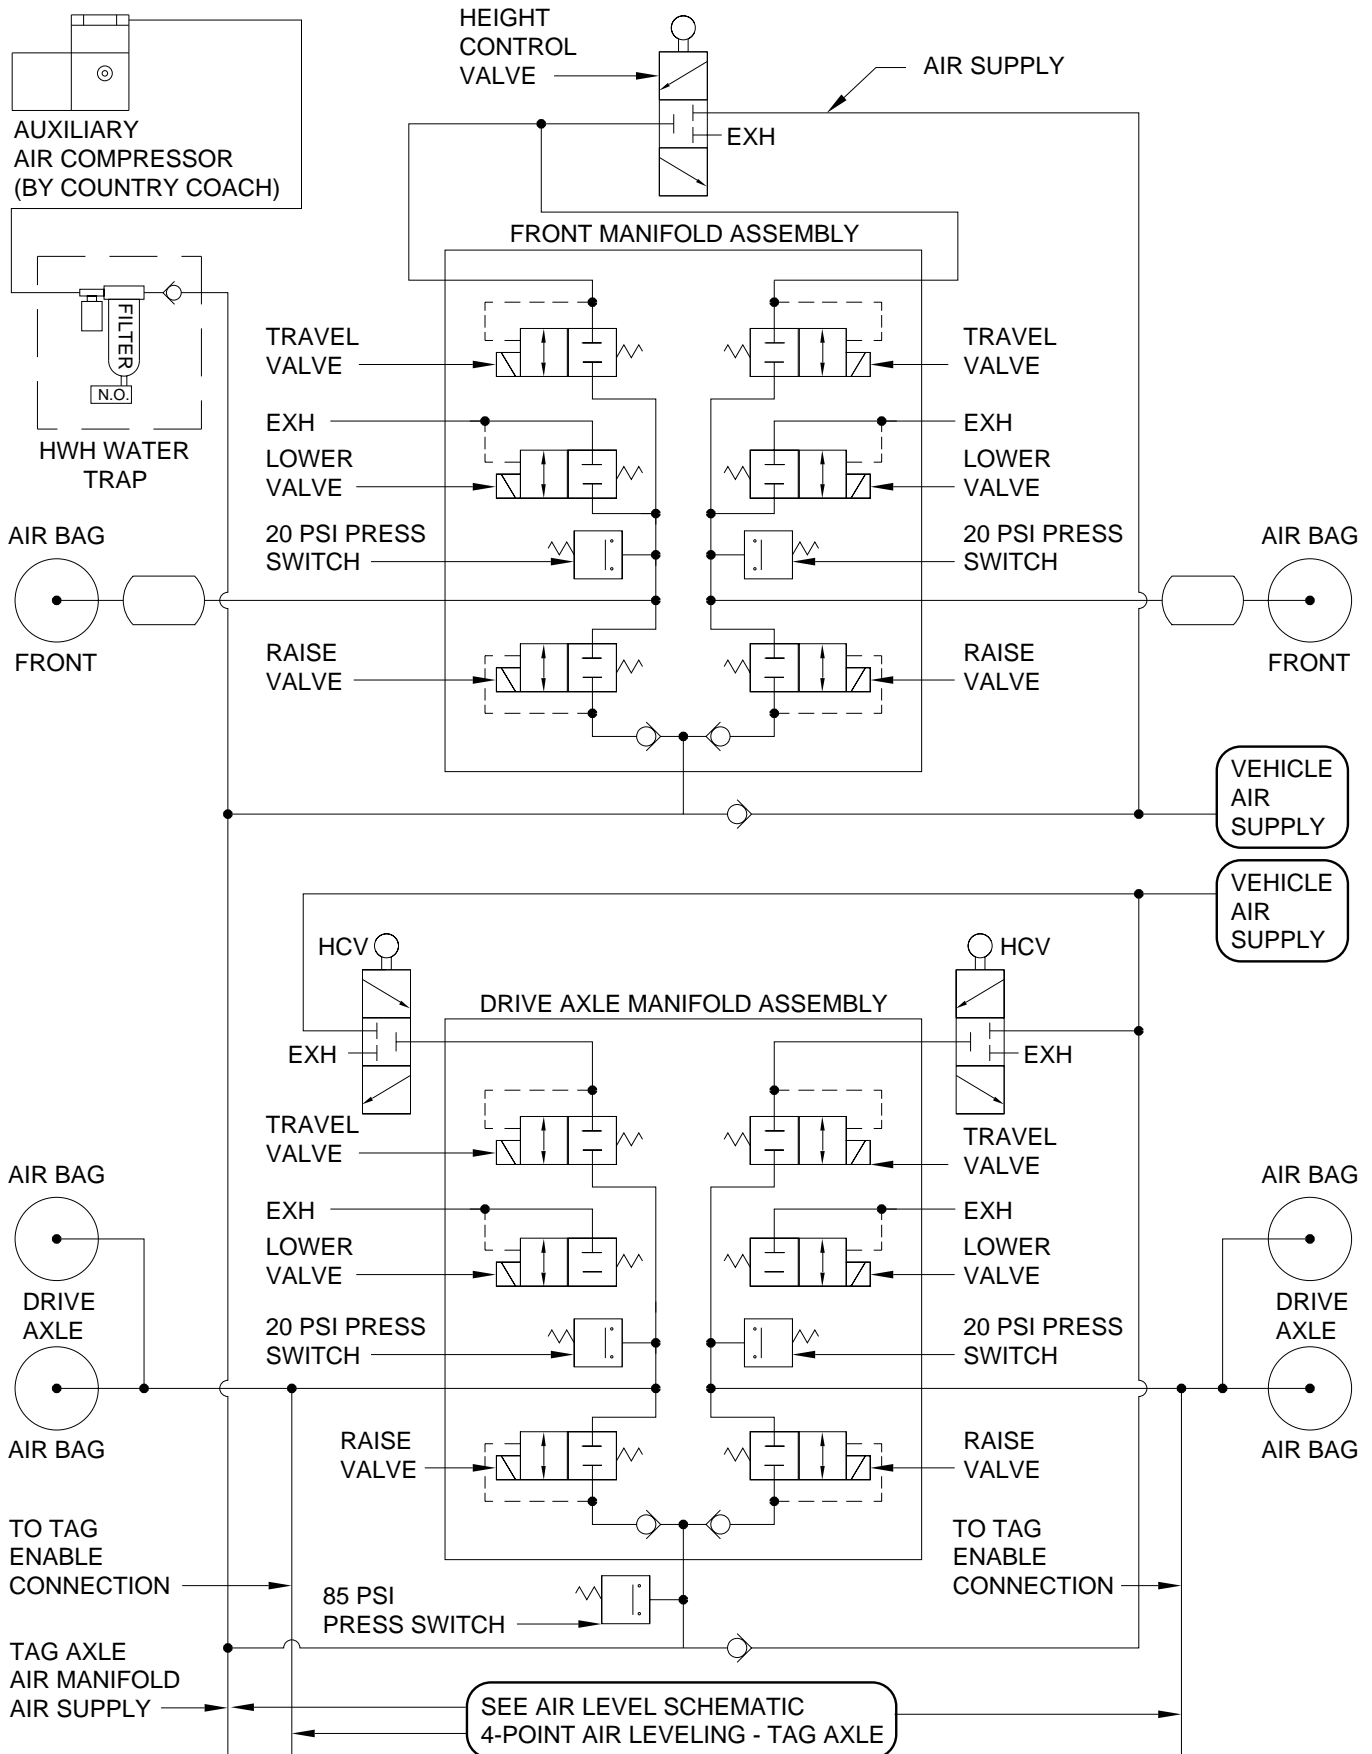 HEIGHT
CONTROL
VALVE
AIR SUPPLY
EXH
AUXILIARY
AIR COMPRESSOR
(BY COUNTRY COACH)
FRONT MANIFOLD ASSEMBLY
FILTER
N.O.
HWH WATER
TRAP
TRAVEL
VALVE
TRAVEL
VALVE
EXH
EXH
LOWER
VALVE
LOWER
VALVE
20 PSI PRESS
SWITCH
20 PSI PRESS
SWITCH
AIR BAG
FRONT
AIR BAG
FRONT
RAISE
VALVE
RAISE
VALVE
VEHICLE
AIR
SUPPLY
VEHICLE
AIR
SUPPLY
HCV
HCV
DRIVE AXLE MANIFOLD ASSEMBLY
EXH
EXH
TRAVEL
VALVE
TRAVEL
VALVE
AIR BAG
AIR BAG
EXH
EXH
LOWER
VALVE
LOWER
VALVE
DRIVE
AXLE
DRIVE
AXLE
20 PSI PRESS
SWITCH
20 PSI PRESS
SWITCH
AIR BAG
AIR BAG
RAISE
VALVE
RAISE
VALVE
TO TAG
ENABLE
CONNECTION
TO TAG
ENABLE
CONNECTION
85 PSI
PRESS SWITCH
TAG AXLE
AIR MANIFOLD
AIR SUPPLY
SEE AIR LEVEL SCHEMATIC
4-POINT AIR LEVELING - TAG AXLE